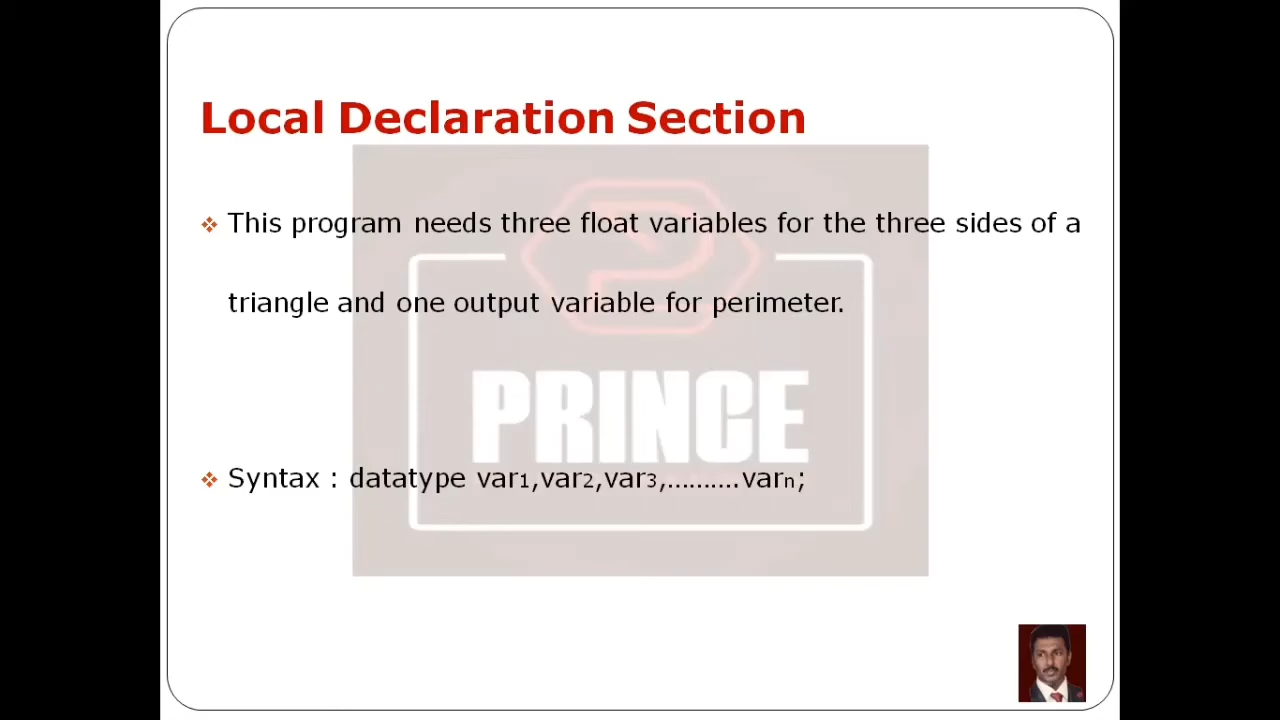 Local Declaration Section
This program needs three float variables for the three sides of a
triangle and one output variable for perimeter.
PRINCE
Syntax : datatype var1,var2,var3,……….varn;